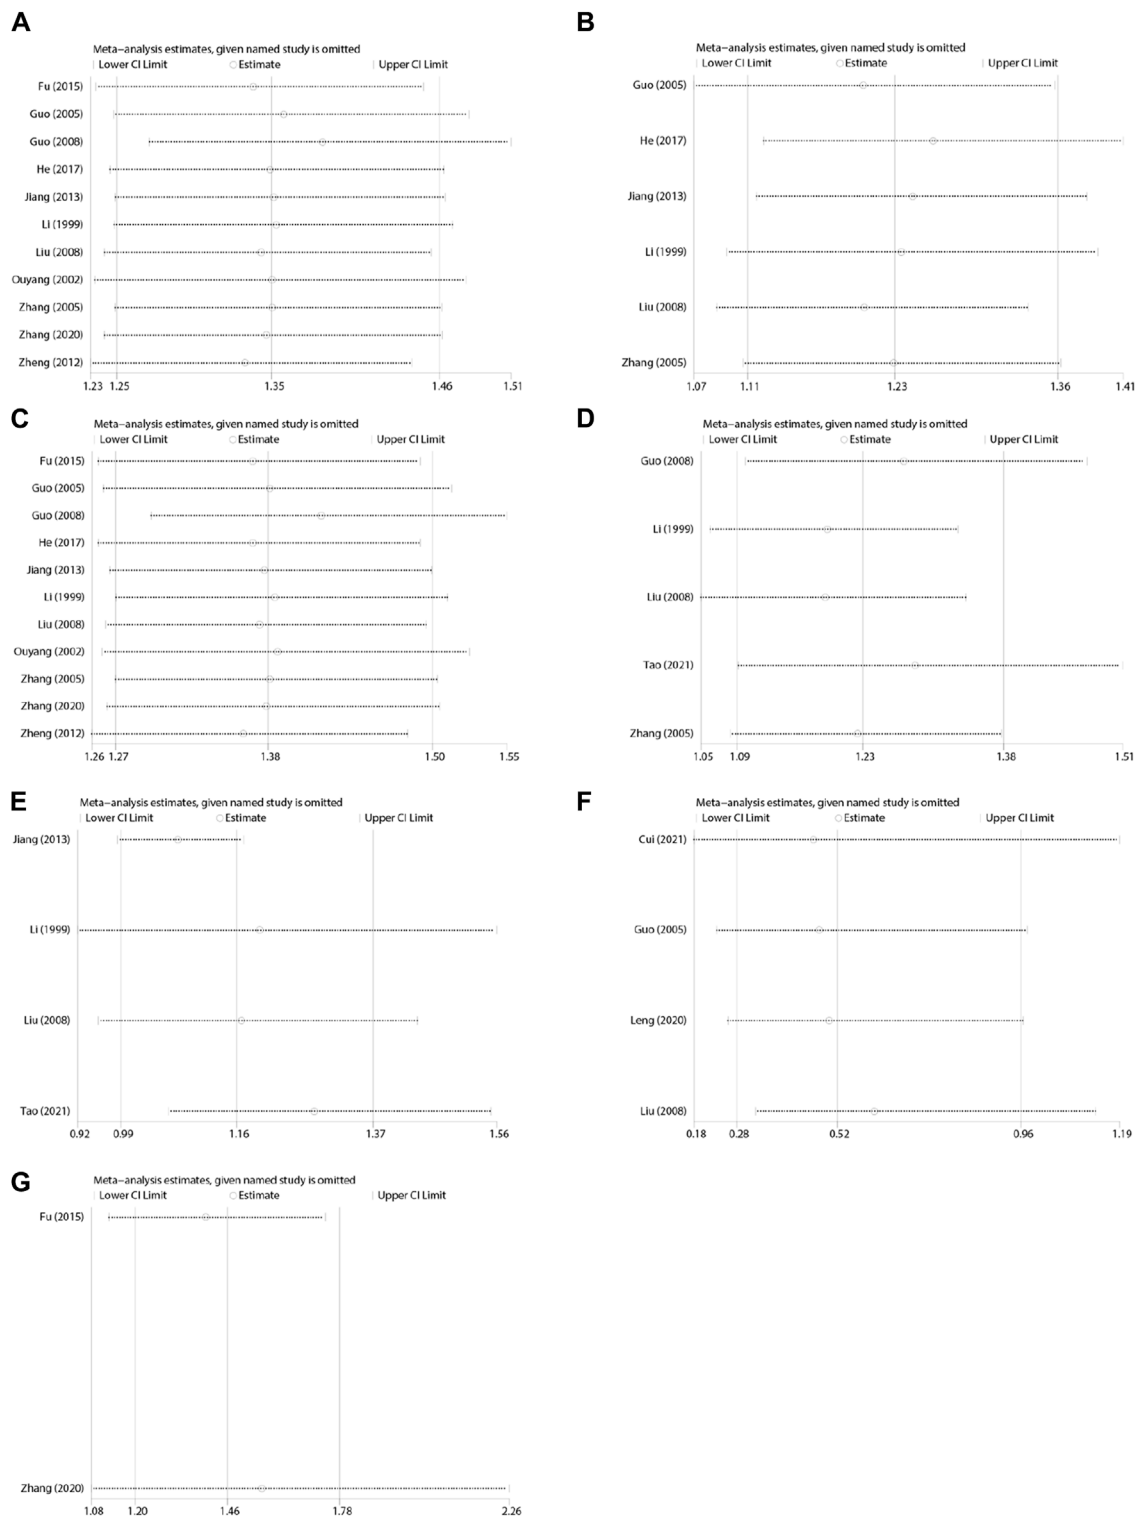 A
Meta−analysis estimates, given named study is omitted
Lower CI Limit Estimate Upper CI Limit
Fu (2015)
Guo (2005)
Guo (2008)
He (2017)
Jiang (2013)
Li (1999)
Liu (2008)
Ouyang (2002)
Zhang (2005)
Zhang (2020)
Zheng (2012)
1.23 1.25 1.35 1.46 1.51
B
Meta−analysis estimates, given named study is omitted
Lower CI Limit Estimate Upper CI Limit
Guo (2005)
He (2017)
Jiang (2013)
Li (1999)
Liu (2008)
Zhang (2005)
1.07 1.11 1.23 1.36 1.41
C
Meta−analysis estimates, given named study is omitted
Lower CI Limit Estimate Upper CI Limit
Fu (2015)
Guo (2005)
Guo (2008)
He (2017)
Jiang (2013)
Li (1999)
Liu (2008)
Ouyang (2002)
Zhang (2005)
Zhang (2020)
Zheng (2012)
1.26 1.27 1.38 1.50 1.55
D
Meta−analysis estimates, given named study is omitted
Lower CI Limit Estimate Upper CI Limit
Guo (2008)
Li (1999)
Liu (2008)
Tao (2021)
Zhang (2005)
1.05 1.09 1.23 1.38 1.51
E
Meta−analysis estimates, given named study is omitted
Lower CI Limit Estimate Upper CI Limit
Jiang (2013)
Li (1999)
Liu (2008)
Tao (2021)
0.92 0.99 1.16 1.37 1.56
F
Meta−analysis estimates, given named study is omitted
Lower CI Limit Estimate Upper CI Limit
Cui (2021)
Guo (2005)
Leng (2020)
Liu (2008)
0.18 0.28 0.52 0.96 1.19
G
Meta−analysis estimates, given named study is omitted
Lower CI Limit Estimate Upper CI Limit
Fu (2015)
Zhang (2020)
1.08 1.20 1.46 1.78 2.26